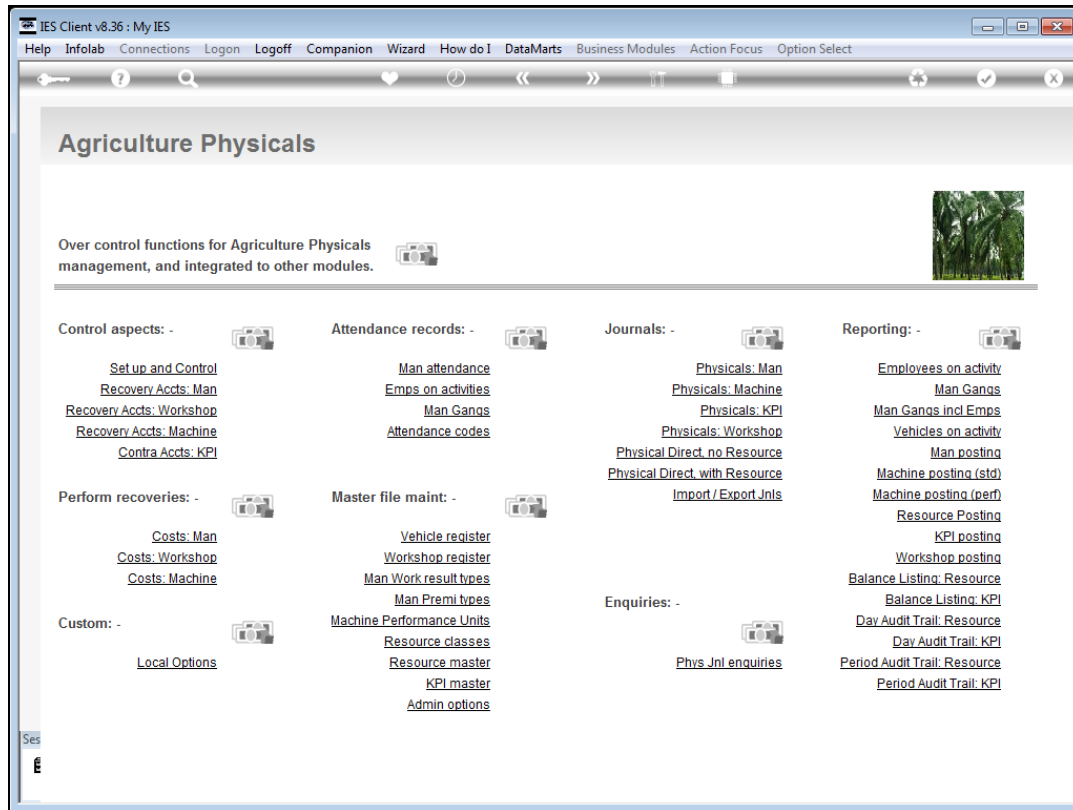 IES Client v8.36 : My IES
Help Infolab Connections Logon Logoff Companion Wizard How do I DataMarts Business Modules Action Focus Option Select
Agriculture Physicals
Over control functions for Agriculture Physicals
management, and integrated to other modules.
Control aspects: -
Set up and Control
Recovery Accts: Man
Recovery Accts: Workshop
Recovery Accts: Machine
Contra Accts: KPI
Perform recoveries: -
Costs: Man
Costs: Workshop
Costs: Machine
Custom: -
Local Options
Attendance records: -
Man attendance
Emps on activities
Man Gangs
Attendance codes
Master file maint: -
Vehicle register
Workshop register
Man Work result types
Man Premi types
Machine Performance Units
Resource classes
Resource master
KPI master
Admin options
Journals: -
Physicals: Man
Physicals: Machine
Physicals: KPI
Physicals: Workshop
Physical Direct, no Resource
Physical Direct, with Resource
Import / Export Jnls
Enquiries: -
Phys Jnl enquiries
Reporting: -
Employees on activity
Man Gangs
Man Gangs incl Emps
Vehicles on activity
Man posting
Machine posting (std)
Machine posting (perf)
Resource Posting
KPI posting
Workshop posting
Balance Listing: Resource
Balance Listing: KPI
Day Audit Trail: Resource
Day Audit Trail: KPI
Period Audit Trail: Resource
Period Audit Trail: KPI
Ses